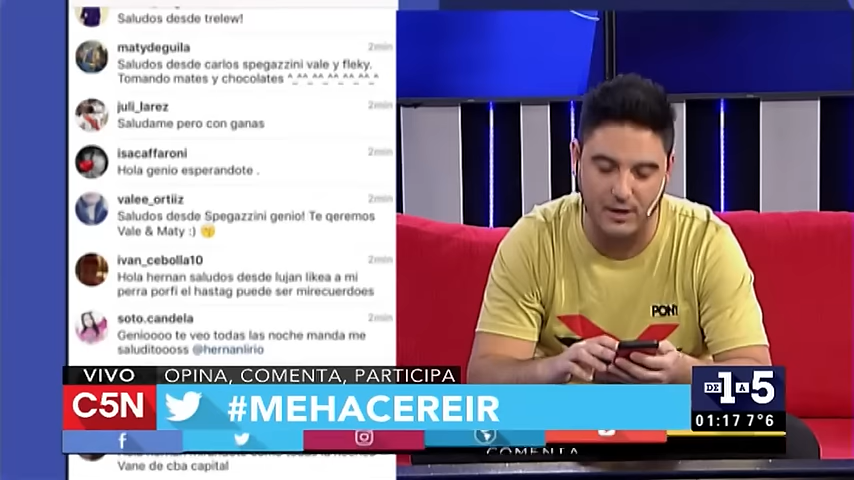 Saludos desde trelew!
matydeguila 2min
Saludos desde carlos spegazzini vale y fleky.
Tomando mates y chocolates ^_^^_^^_^^_^^_^^_^
juli_larez 2min
Saludame pero con ganas
isacaffaroni 2min
Hola genio esperandote .
valee_ortiiz 2min
Saludos desde Spegazzini genio! Te qeremos
Vale & Maty :)
ivan_cebolla10 2min
Hola hernan saludos desde lujan likea a mi
perra porfi el hastag puede ser mirecuerdoes
soto.candela 2min
Genioooo te veo todas las noche manda me
saluditoooss @hernanlirio
PONY
VIVO OPINA, COMENTA, PARTICIPA
C5N #MEHACEREIR
DE 1 A 5
01:17 7°6
COMENTA
Vane de cba capital